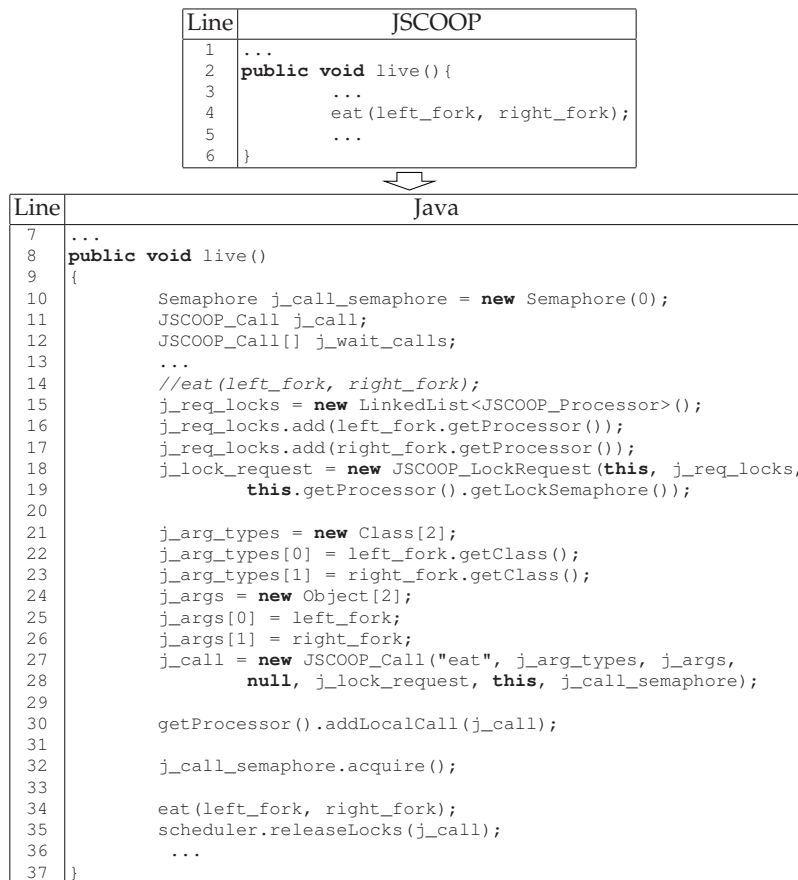 Line JSCOOP
1 ...
2 public void live(){
3 ...
4 eat(left_fork, right_fork);
5 ...
6 }
Line Java
7 ...
8 public void live()
9 {
10 Semaphore j_call_semaphore = new Semaphore(0);
11 JSCOOP_Call j_call;
12 JSCOOP_Call[] j_wait_calls;
13 ...
14 //eat(left_fork, right_fork);
15 j_req_locks = new LinkedList<JSCOOP_Processor>();
16 j_req_locks.add(left_fork.getProcessor());
17 j_req_locks.add(right_fork.getProcessor());
18 j_lock_request = new JSCOOP_LockRequest(this, j_req_locks,
19 this.getProcessor().getLockSemaphore());
20
21 j_arg_types = new Class[2];
22 j_arg_types[0] = left_fork.getClass();
23 j_arg_types[1] = right_fork.getClass();
24 j_args = new Object[2];
25 j_args[0] = left_fork;
26 j_args[1] = right_fork;
27 j_call = new JSCOOP_Call("eat", j_arg_types, j_args,
28 null, j_lock_request, this, j_call_semaphore);
29
30 getProcessor().addLocalCall(j_call);
31
32 j_call_semaphore.acquire();
33
34 eat(left_fork, right_fork);
35 scheduler.releaseLocks(j_call);
36 ...
37 }